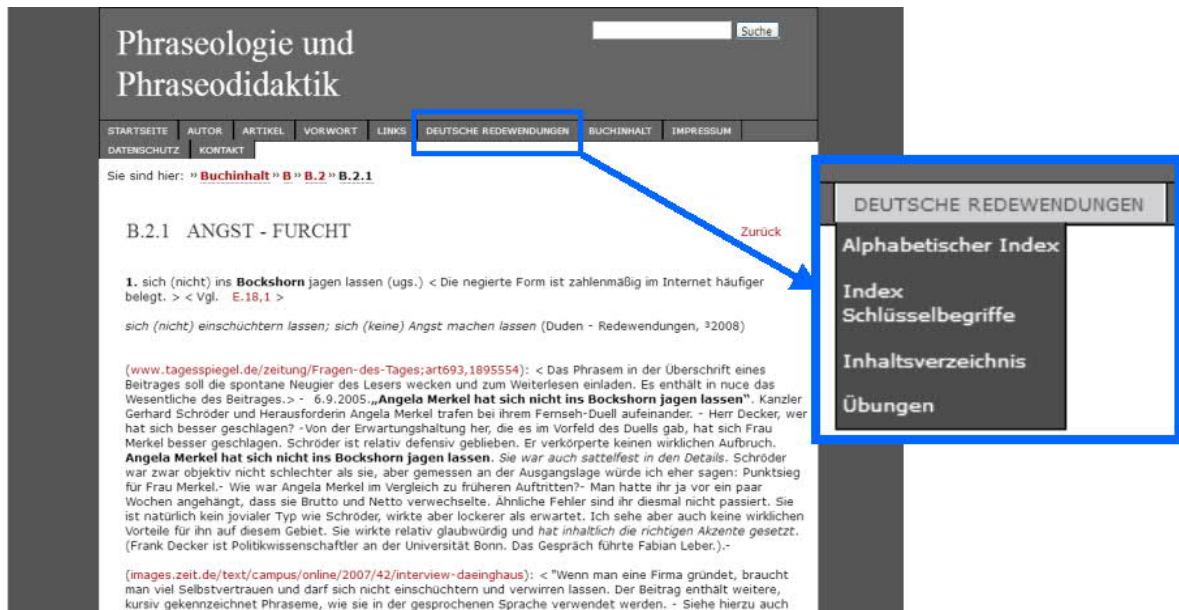 Phraseologie und
Phraseodidaktik
Suche
STARTSEITE AUTOR ARTIKEL VORWORT LINKS DEUTSCHE REDEWENDUNGEN BUCHINHALT IMPRESSUM
DATENSCHUTZ KONTAKT
Sie sind hier: » Buchinhalt » B » B.2 » B.2.1
B.2.1 ANGST - FURCHT
Zurück
1. sich (nicht) ins Bockshorn jagen lassen (ugs.) < Die negierte Form ist zahlenmäßig im Internet häufiger
belegt. > < Vgl. E.18,1 >
sich (nicht) einschüchtern lassen; sich (keine) Angst machen lassen (Duden - Redewendungen, ³2008)
(www.tagesspiegel.de/zeitung/Fragen-des-Tages;art693,1895554): < Das Phrasem in der Überschrift eines
Beitrages soll die spontane Neugier des Lesers wecken und zum Weiterlesen einladen. Es enthält in nuce das
Wesentliche des Beitrages.> - 6.9.2005.„Angela Merkel hat sich nicht ins Bockshorn jagen lassen“. Kanzler
Gerhard Schröder und Herausforderin Angela Merkel trafen bei ihrem Fernseh-Duell aufeinander. - Herr Decker, wer
hat sich besser geschlagen? -Von der Erwartungshaltung her, die es im Vorfeld des Duells gab, hat sich Frau
Merkel besser geschlagen. Schröder ist relativ defensiv geblieben. Er verkörperte keinen wirklichen Aufbruch.
Angela Merkel hat sich nicht ins Bockshorn jagen lassen. Sie war auch sattelfest in den Details. Schröder
war zwar objektiv nicht schlechter als sie, aber gemessen an der Ausgangslage würde ich eher sagen: Punktsieg
für Frau Merkel.- Wie war Angela Merkel im Vergleich zu früheren Auftritten?- Man hatte ihr ja vor ein paar
Wochen angehängt, dass sie Brutto und Netto verwechselte. Ähnliche Fehler sind ihr diesmal nicht passiert. Sie
ist natürlich kein jovialer Typ wie Schröder, wirkte aber lockerer als erwartet. Ich sehe aber auch keine wirklichen
Vorteile für ihn auf diesem Gebiet. Sie wirkte relativ glaubwürdig und hat inhaltlich die richtigen Akzente gesetzt.
(Frank Decker ist Politikwissenschaftler an der Universität Bonn. Das Gespräch führte Fabian Leber.).-
(images.zeit.de/text/campus/online/2007/42/interview-daeinghaus): < "Wenn man eine Firma gründet, braucht
man viel Selbstvertrauen und darf sich nicht einschüchtern und verwirren lassen. Der Beitrag enthält weitere,
kursiv gekennzeichnet Phraseme, wie sie in der gesprochenen Sprache verwendet werden. - Siehe hierzu auch
DEUTSCHE REDEWENDUNGEN
Alphabetischer Index
Index
Schlüsselbegriffe
Inhaltsverzeichnis
Übungen